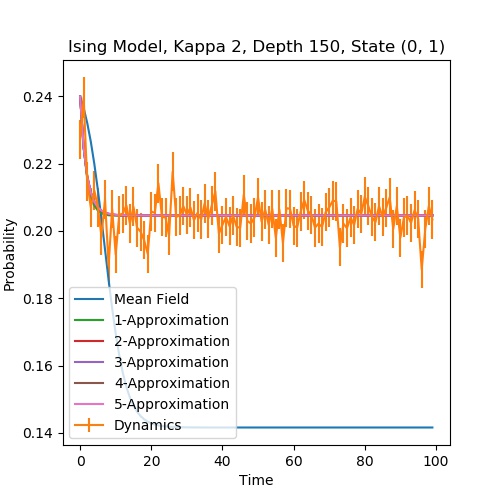 Ising Model, Kappa 2, Depth 150, State (0, 1)
Probability
0.24
0.22
0.20
0.18
0.16
0.14
Mean Field
1-Approximation
2-Approximation
3-Approximation
4-Approximation
5-Approximation
Dynamics
0 20 40 60 80 100
Time